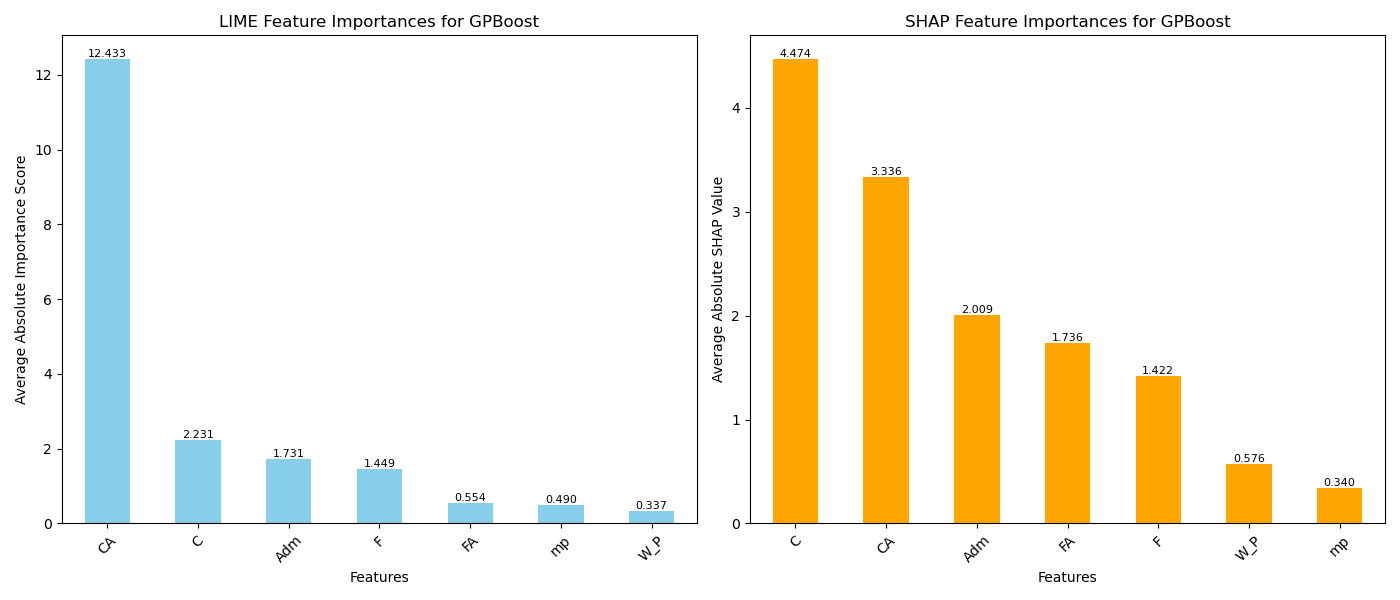 LIME Feature Importances for GPBoost
Average Absolute Importance Score
12
10
8
6
4
2
0
12.433
2.231
1.731
1.449
0.554
0.490
0.337
CA
C
Adm
F
FA
mp
W_P
Features
SHAP Feature Importances for GPBoost
Average Absolute SHAP Value
4
3
2
1
0
4.474
3.336
2.009
1.736
1.422
0.576
0.340
C
CA
Adm
FA
F
W_P
mp
Features